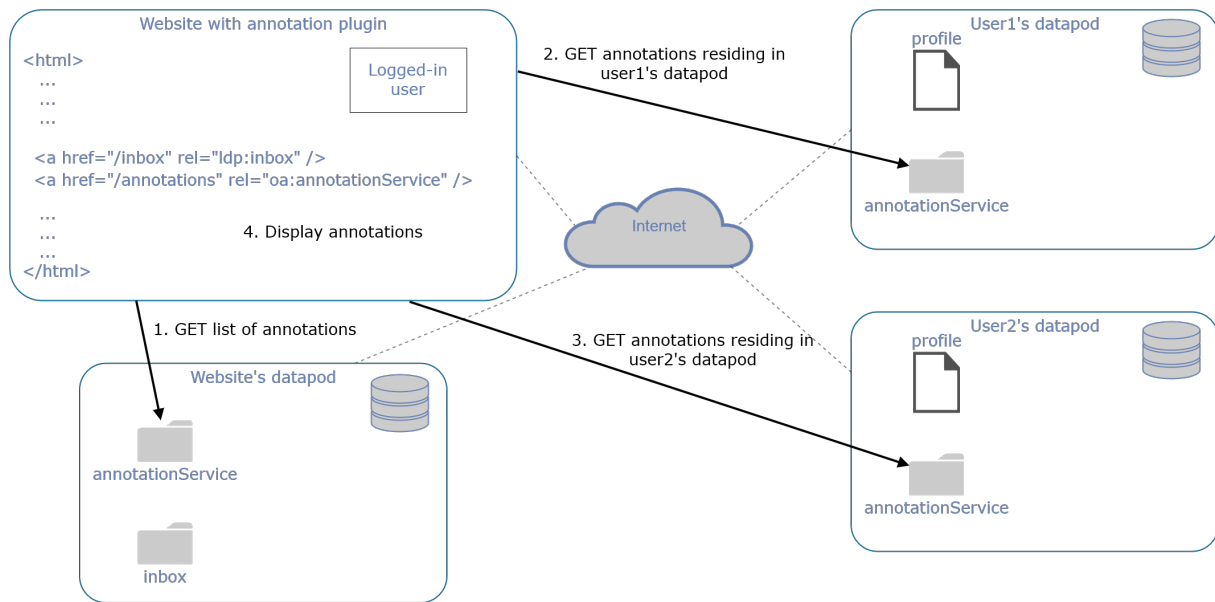 Website with annotation plugin
<html>
...
...
...
Logged-in
user
<a href="/inbox" rel="ldp:inbox" />
<a href="/annotations" rel="oa:annotationService" />
...
...
...
4. Display annotations
</html>
2. GET annotations residing in
user1's datapod
User1's datapod
profile
annotationService
Internet
1. GET list of annotations
3. GET annotations residing in
user2's datapod
User2's datapod
profile
annotationService
Website's datapod
annotationService
inbox